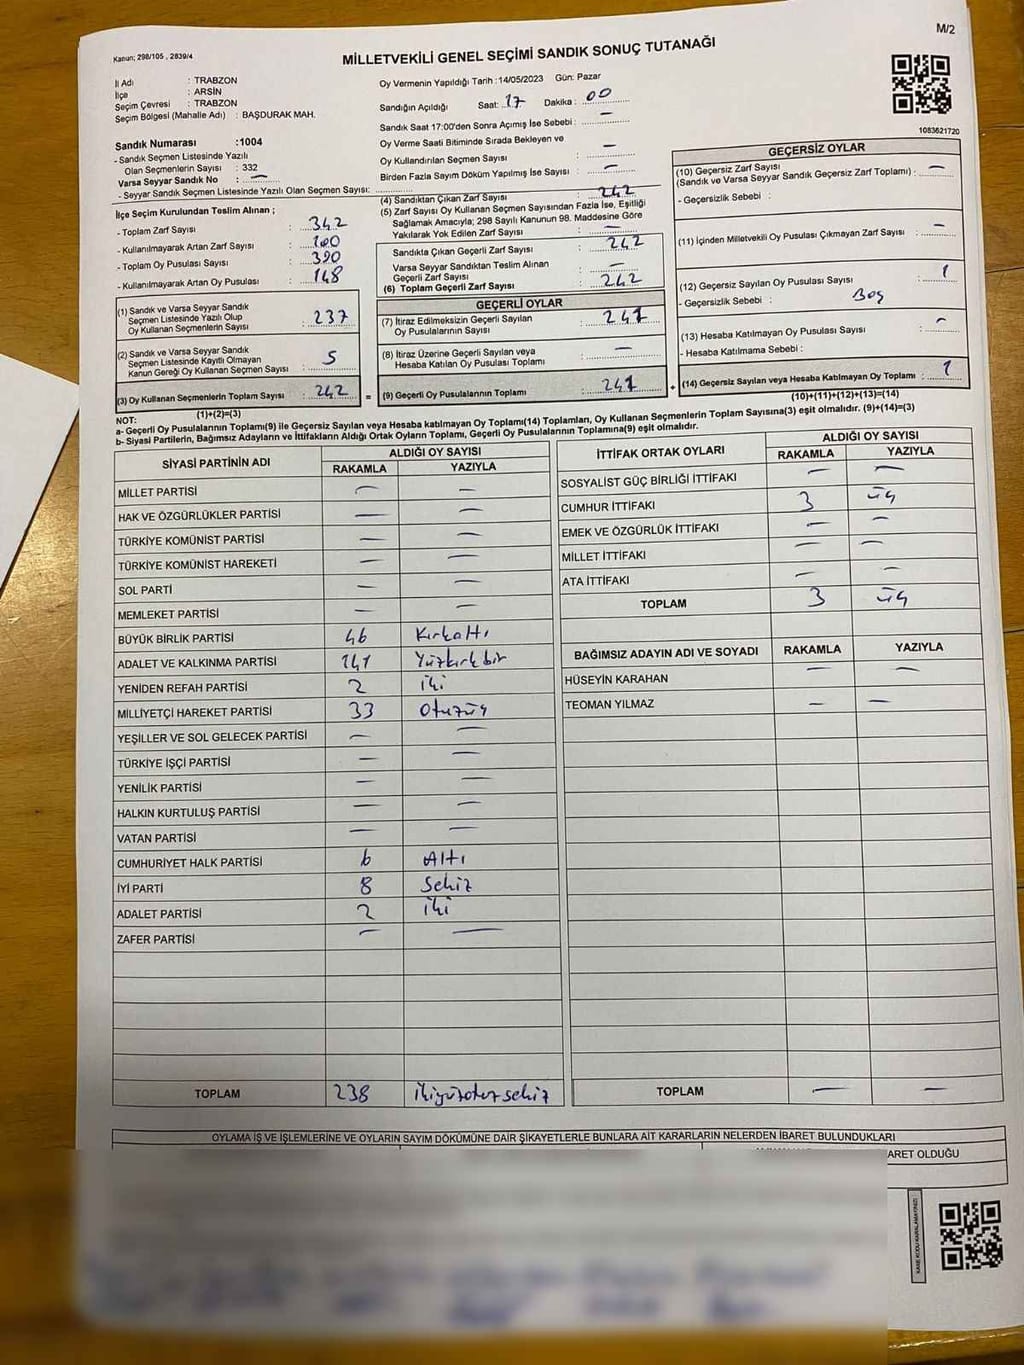 M/2
Kanun; 298/105 , 2839/4
MİLLETVEKİLİ GENEL SEÇİMİ SANDIK SONUÇ TUTANAĞI
İl Adı : TRABZON
İlçe : ARSİN
Seçim Çevresi : TRABZON
Seçim Bölgesi (Mahalle Adı) : BAŞDURAK MAH.
Oy Vermenin Yapıldığı Tarih :14/05/2023 Gün: Pazar
Sandığın Açıldığı Saat: 17 Dakika : 00
Sandık Saat 17:00'den Sonra Açımış İse Sebebi : —
Oy Verme Saati Bitiminde Sırada Bekleyen ve
Oy Kullandırılan Seçmen Sayısı : —
Birden Fazla Sayım Döküm Yapılmış İse Sayısı : —
1083621720
Sandık Numarası :1004
- Sandık Seçmen Listesinde Yazılı
Olan Seçmenlerin Sayısı : 332
Varsa Seyyar Sandık No : —
- Seyyar Sandık Seçmen Listesinde Yazılı Olan Seçmen Sayısı:
İlçe Seçim Kurulundan Teslim Alınan ;
- Toplam Zarf Sayısı : 342
- Kullanılmayarak Artan Zarf Sayısı : 100
- Toplam Oy Pusulası Sayısı : 390
- Kullanılmayarak Artan Oy Pusulası : 148
(1) Sandık ve Varsa Seyyar Sandık
Seçmen Listesinde Yazılı Olup
Oy Kullanan Seçmenlerin Sayısı : 237
(2) Sandık ve Varsa Seyyar Sandık
Seçmen Listesinde Kayıtlı Olmayan
Kanun Gereği Oy Kullanan Seçmen Sayısı : 5
(3) Oy Kullanan Seçmenlerin Toplam Sayısı : 242
(1)+(2)=(3)
(4) Sandıktan Çıkan Zarf Sayısı : 242
(5) Zarf Sayısı Oy Kullanan Seçmen Sayısından Fazla İse, Eşitliği
Sağlamak Amacıyla; 298 Sayılı Kanunun 98. Maddesine Göre
Yakılarak Yok Edilen Zarf Sayısı : —
Sandıkta Çıkan Geçerli Zarf Sayısı : 242
Varsa Seyyar Sandıktan Teslim Alınan
Geçerli Zarf Sayısı : —
(6) Toplam Geçerli Zarf Sayısı : 242
GEÇERLİ OYLAR
(7) İtiraz Edilmeksizin Geçerli Sayılan
Oy Pusulalarının Sayısı : 241
(8) İtiraz Üzerine Geçerli Sayılan veya
Hesaba Katılan Oy Pusulası Toplamı : —
= (9) Geçerli Oy Pusulalarının Toplamı : 241 +
GEÇERSİZ OYLAR
(10) Geçersiz Zarf Sayısı
(Sandık ve Varsa Seyyar Sandık Geçersiz Zarf Toplamı) : —
- Geçersizlik Sebebi :
(11) İçinden Milletvekili Oy Pusulası Çıkmayan Zarf Sayısı : —
(12) Geçersiz Sayılan Oy Pusulası Sayısı : 1
- Geçersizlik Sebebi : Boş
(13) Hesaba Katılmayan Oy Pusulası Sayısı : —
- Hesaba Katılmama Sebebi :
(14) Geçersiz Sayılan veya Hesaba Katılmayan Oy Toplamı : 1
(10)+(11)+(12)+(13)=(14)
NOT:
a- Geçerli Oy Pusulalarının Toplamı(9) ile Geçersiz Sayılan veya Hesaba katılmayan Oy Toplamı(14) Toplamları, Oy Kullanan Seçmenlerin Toplam Sayısına(3) eşit olmalıdır. (9)+(14)=(3)
b- Siyasi Partilerin, Bağımsız Adayların ve İttifakların Aldığı Ortak Oyların Toplamı, Geçerli Oy Pusulalarının Toplamına(9) eşit olmalıdır.
SİYASİ PARTİNİN ADI ALDIĞI OY SAYISI
RAKAMLA YAZIYLA
MİLLET PARTİSİ — —
HAK VE ÖZGÜRLÜKLER PARTİSİ — —
TÜRKİYE KOMÜNİST PARTİSİ — —
TÜRKİYE KOMÜNİST HAREKETİ — —
SOL PARTİ — —
MEMLEKET PARTİSİ — —
BÜYÜK BİRLİK PARTİSİ 46 Kırkaltı
ADALET VE KALKINMA PARTİSİ 141 Yüzkırkbir
YENİDEN REFAH PARTİSİ 2 iki
MİLLİYETÇİ HAREKET PARTİSİ 33 Otuzüç
YEŞİLLER VE SOL GELECEK PARTİSİ — —
TÜRKİYE İŞÇİ PARTİSİ — —
YENİLİK PARTİSİ — —
HALKIN KURTULUŞ PARTİSİ — —
VATAN PARTİSİ — —
CUMHURİYET HALK PARTİSİ 6 Altı
İYİ PARTİ 8 Sekiz
ADALET PARTİSİ 2 iki
ZAFER PARTİSİ — —
TOPLAM 238 ikiyüzotuzsekiz
İTTİFAK ORTAK OYLARI ALDIĞI OY SAYISI
RAKAMLA YAZIYLA
SOSYALİST GÜÇ BİRLİĞİ İTTİFAKI — —
CUMHUR İTTİFAKI 3 üç
EMEK VE ÖZGÜRLÜK İTTİFAKI — —
MİLLET İTTİFAKI — —
ATA İTTİFAKI — —
TOPLAM 3 üç
BAĞIMSIZ ADAYIN ADI VE SOYADI RAKAMLA YAZIYLA
HÜSEYİN KARAHAN — —
TEOMAN YILMAZ — —
TOPLAM — —
OYLAMA İŞ VE İŞLEMLERİNE VE OYLARIN SAYIM DÖKÜMÜNE DAİR ŞİKAYETLERLE BUNLARA AİT KARARLARIN NELERDEN İBARET BULUNDUKLARI
ARET OLDUĞU
KARE KODU KARALAMAYINIZ!